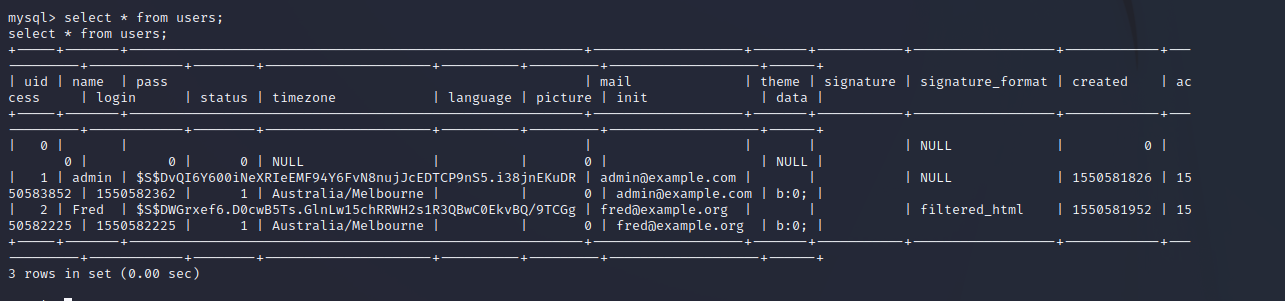 mysql> select * from users;
select * from users;
+-----+-------+---------------------------------------------------------+-------------------+-------+-----------+------------------+------------+---
---------+------------+--------+---------------------+----------+---------+-------------------+------+
| uid | name | pass | mail | theme | signature | signature_format | created | ac
cess | login | status | timezone | language | picture | init | data |
+-----+-------+---------------------------------------------------------+-------------------+-------+-----------+------------------+------------+---
---------+------------+--------+---------------------+----------+---------+-------------------+------+
| 0 | | | | | | NULL | 0 |
0 | 0 | 0 | NULL | | 0 | | NULL |
| 1 | admin | $S$DvQI6Y600iNeXRIeEMF94Y6FvN8nujJcEDTCP9nS5.i38jnEKuDR | admin@example.com | | | NULL | 1550581826 | 15
50583852 | 1550582362 | 1 | Australia/Melbourne | | 0 | admin@example.com | b:0; |
| 2 | Fred | $S$DWGrxef6.D0cwB5Ts.GlnLw15chRRWH2s1R3QBwC0EkvBQ/9TCGg | fred@example.org | | | filtered_html | 1550581952 | 15
50582225 | 1550582225 | 1 | Australia/Melbourne | | 0 | fred@example.org | b:0; |
+-----+-------+---------------------------------------------------------+-------------------+-------+-----------+------------------+------------+---
---------+------------+--------+---------------------+----------+---------+-------------------+------+
3 rows in set (0.00 sec)